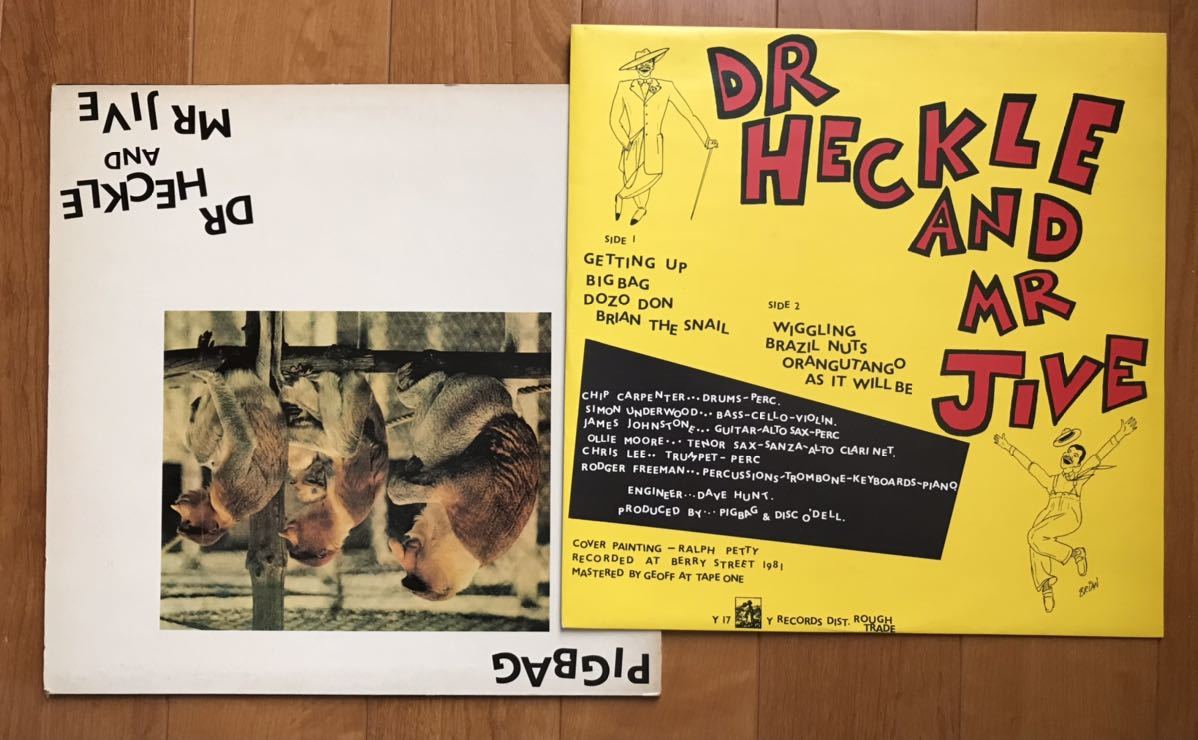 DR HECKLE
AND
MR JIVE
PIGBAG
DR
HECKLE
AND
MR
JIVE
SIDE 1
GETTING UP
BIG BAG
DOZO DON
BRIAN THE SNAIL
SIDE 2
WIGGLING
BRAZIL NUTS
ORANGUTANGO
AS IT WILL BE
CHIP CARPENTER... DRUMS-PERC.
SIMON UNDERWOOD... BASS-CELLO-VIOLIN.
JAMES JOHNSTONE... GUITAR-ALTO SAX-PERC
OLLIE MOORE... TENOR SAX-SANZA-ALTO CLARINET.
CHRIS LEE.. TRUMPET- PERC
RODGER FREEMAN... PERCUSSIONS-TROMBONE-KEYBOARDS-PIANO
ENGINEER... DAVE HUNT.
PRODUCED BY... PIGBAG & DISC O'DELL.
COVER PAINTING - RALPH PETTY
RECORDED AT BERRY STREET 1981
MASTERED BY GEOFF AT TAPE ONE
Y 17 Y RECORDS DIST. ROUGH
TRADE
BRIAN